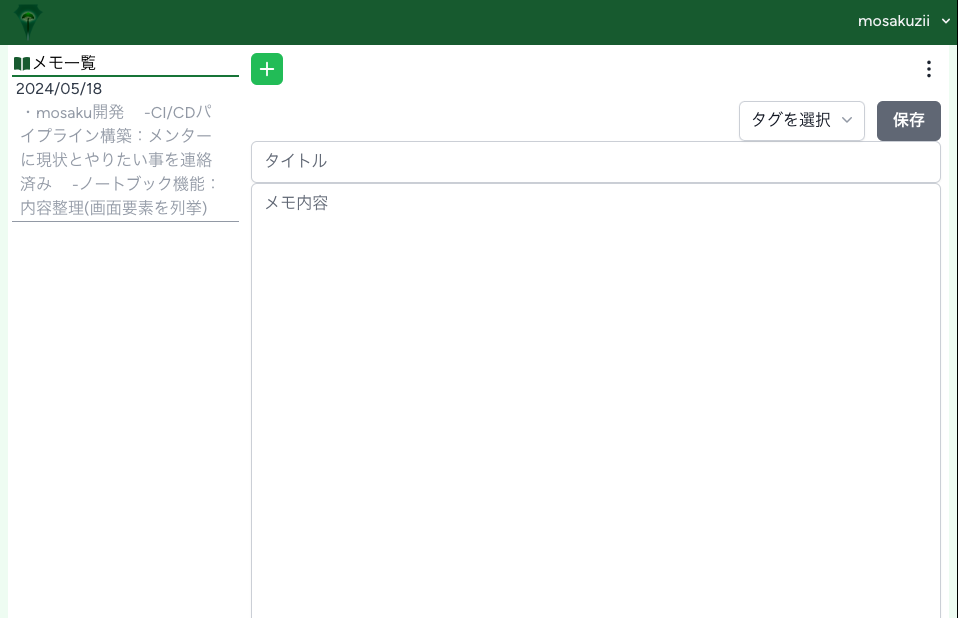 mosakuzii
メモ一覧
2024/05/18
・mosaku開発　-CI/CDパ
イプライン構築：メンター
に現状とやりたい事を連絡
済み　-ノートブック機能：
内容整理(画面要素を列挙)
タグを選択
保存
タイトル
メモ内容